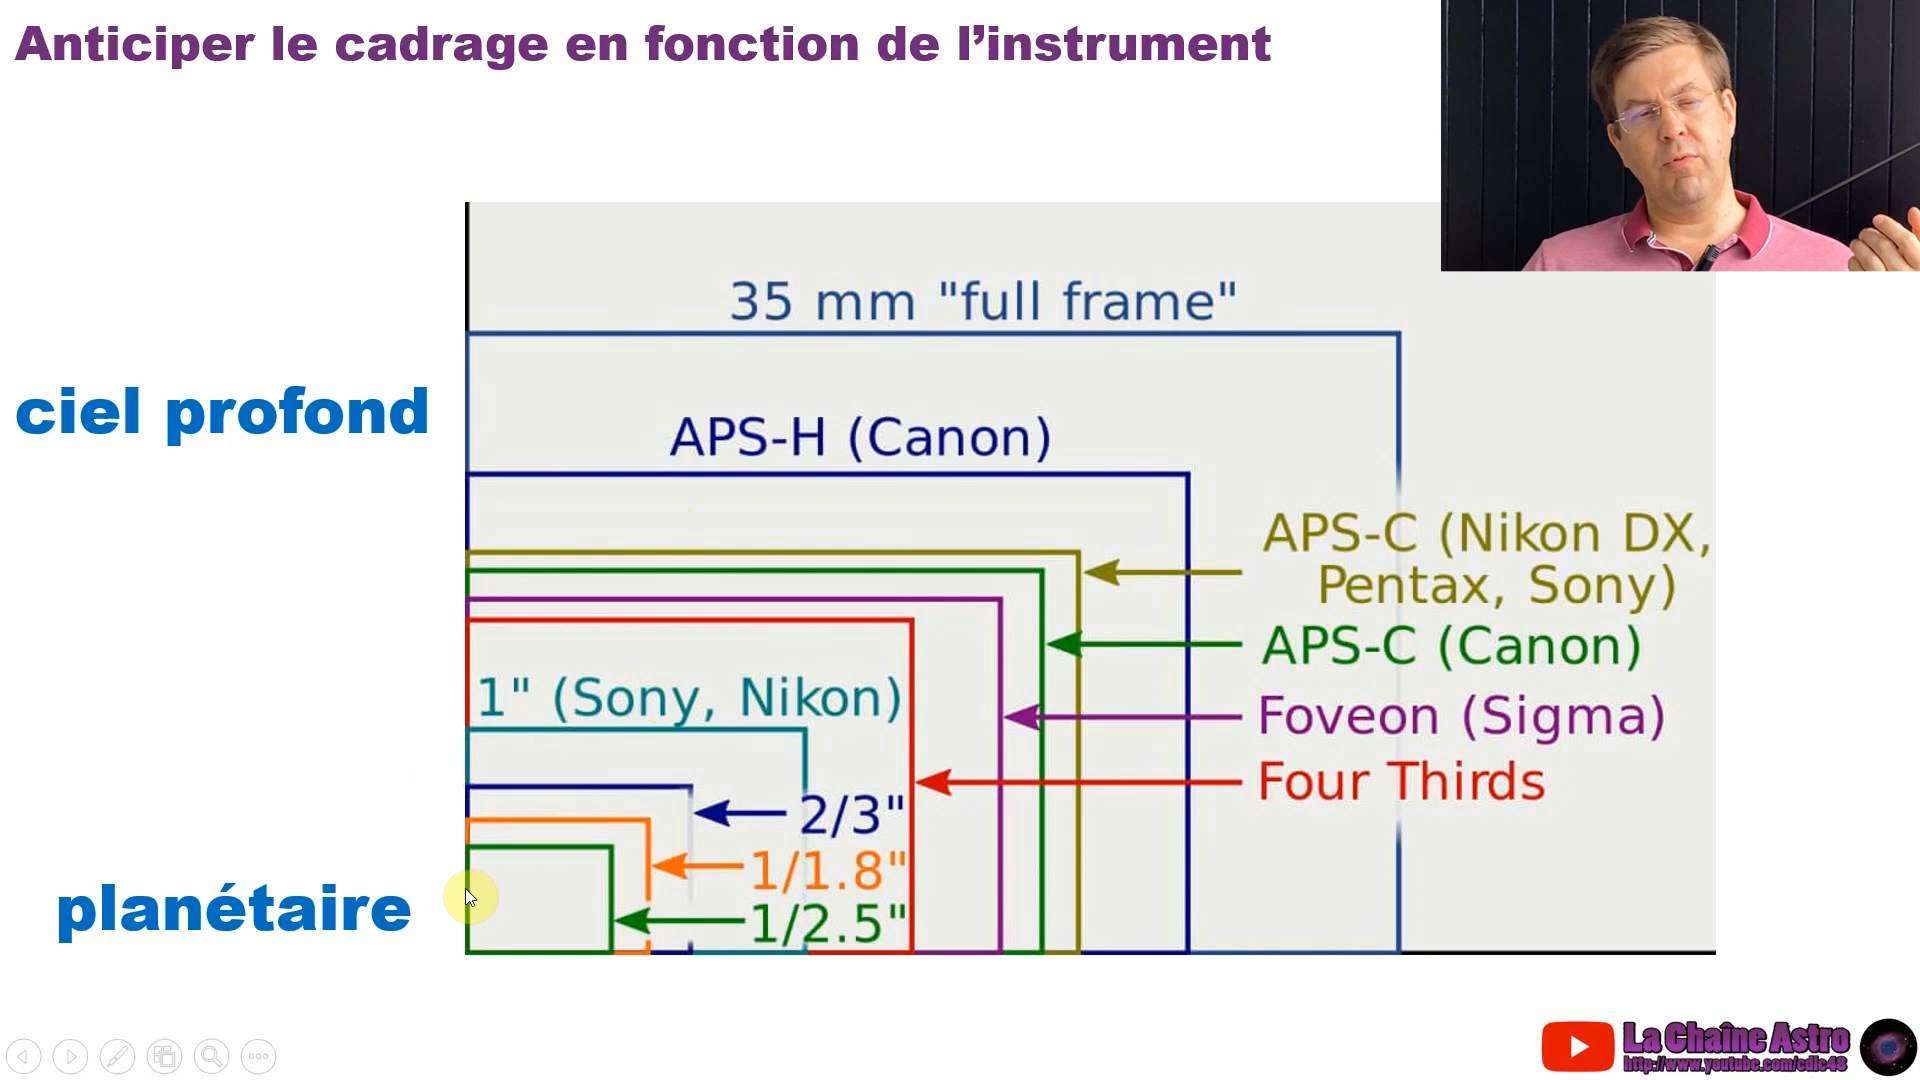 Anticiper le cadrage en fonction de l’instrument
35 mm "full frame"
ciel profond
APS-H (Canon)
APS-C (Nikon DX,
Pentax, Sony)
APS-C (Canon)
1" (Sony, Nikon)
Foveon (Sigma)
Four Thirds
2/3"
1/1.8"
planétaire
1/2.5"
La Chaîne Astro
http://www.youtube.com/cdlc48